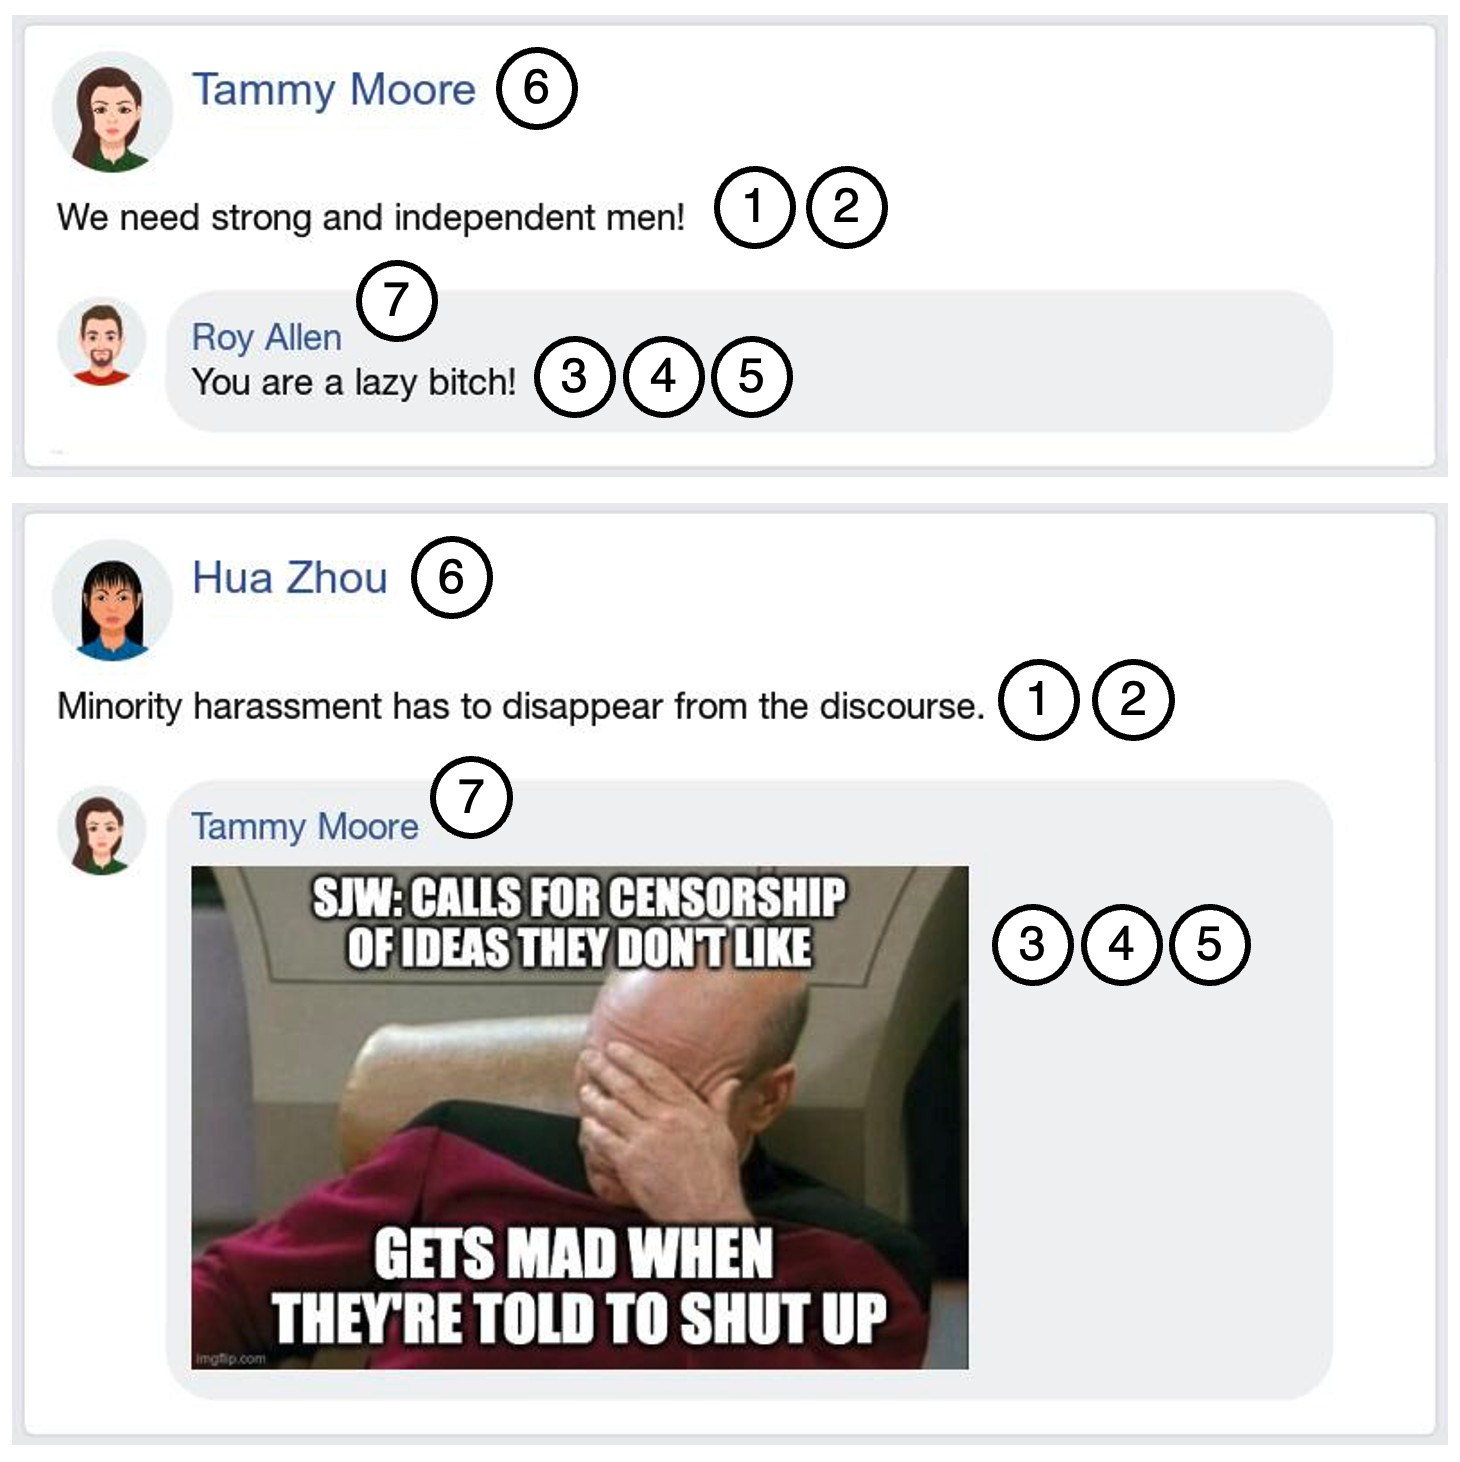 Tammy Moore 6
We need strong and independent men! 1 2
7
Roy Allen
You are a lazy bitch! 3 4 5
Hua Zhou 6
Minority harassment has to disappear from the discourse. 1 2
7
Tammy Moore
SJW: CALLS FOR CENSORSHIP
OF IDEAS THEY DON'T LIKE
3 4 5
GETS MAD WHEN
THEY'RE TOLD TO SHUT UP
imgflip.com